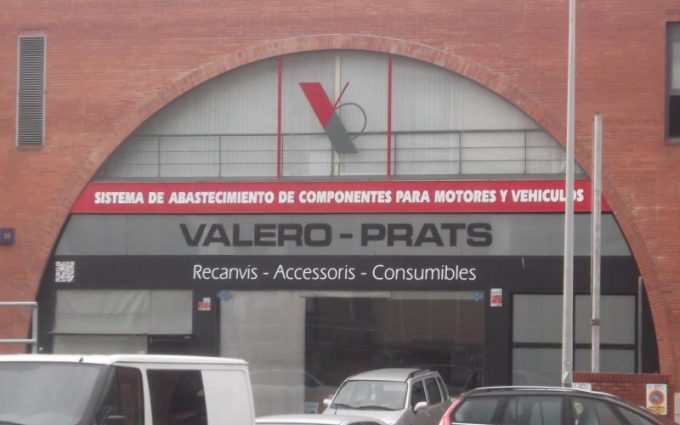 SISTEMA DE ABASTECIMIENTO DE COMPONENTES PARA MOTORES Y VEHICULOS
VALERO - PRATS
Recanvis - Accessoris - Consumibles